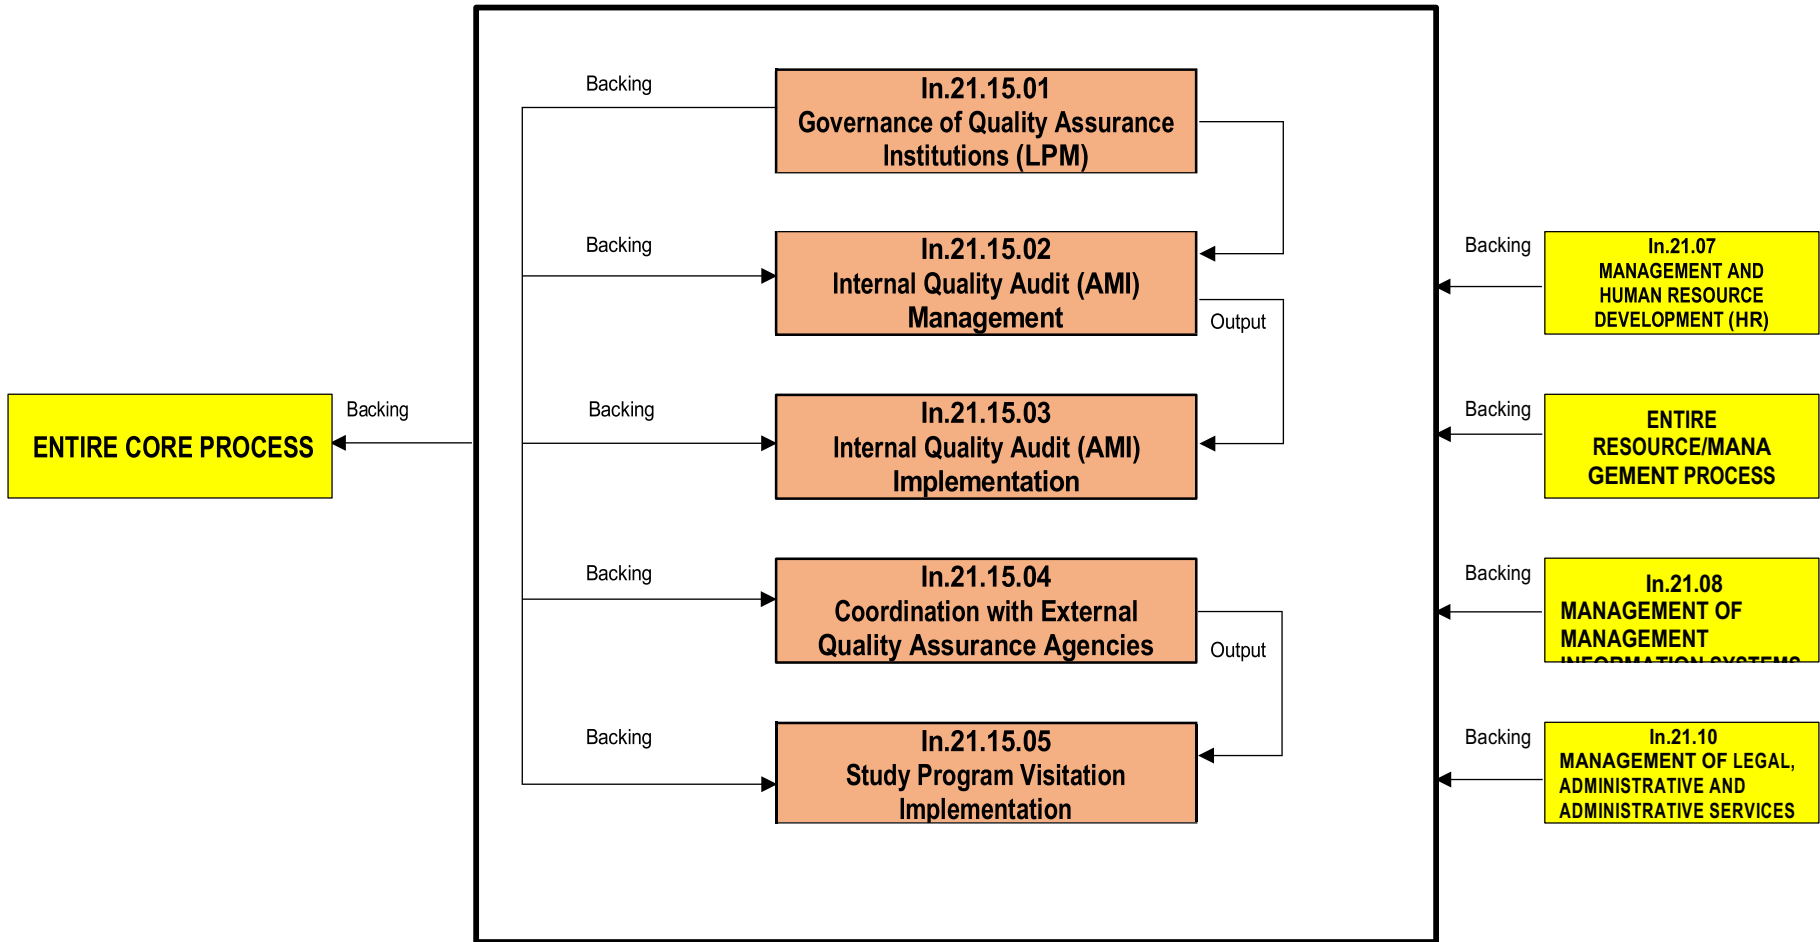 Backing
In.21.15.01
Governance of Quality Assurance
Institutions (LPM)
Backing
In.21.15.02
Internal Quality Audit (AMI)
Management
Output
Backing
In.21.07
MANAGEMENT AND
HUMAN RESOURCE
DEVELOPMENT (HR)
ENTIRE CORE PROCESS
Backing
Backing
In.21.15.03
Internal Quality Audit (AMI)
Implementation
Backing
ENTIRE
RESOURCE/MANA
GEMENT PROCESS
Backing
In.21.15.04
Coordination with External
Quality Assurance Agencies
Output
Backing
In.21.08
MANAGEMENT OF
MANAGEMENT
INFORMATION SYSTEMS
Backing
In.21.15.05
Study Program Visitation
Implementation
Backing
In.21.10
MANAGEMENT OF LEGAL,
ADMINISTRATIVE AND
ADMINISTRATIVE SERVICES